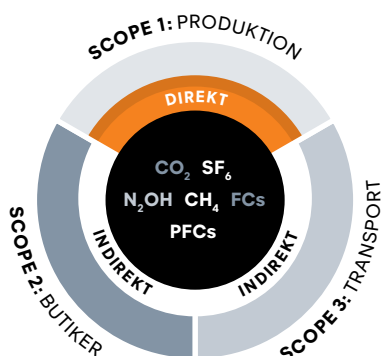 SCOPE 1: PRODUKTION
DIREKT
CO₂ SF₆
N₂OH CH₄ FCs
PFCs
INDIREKT
INDIREKT
SCOPE 2: BUTIKER
SCOPE 3: TRANSPORT